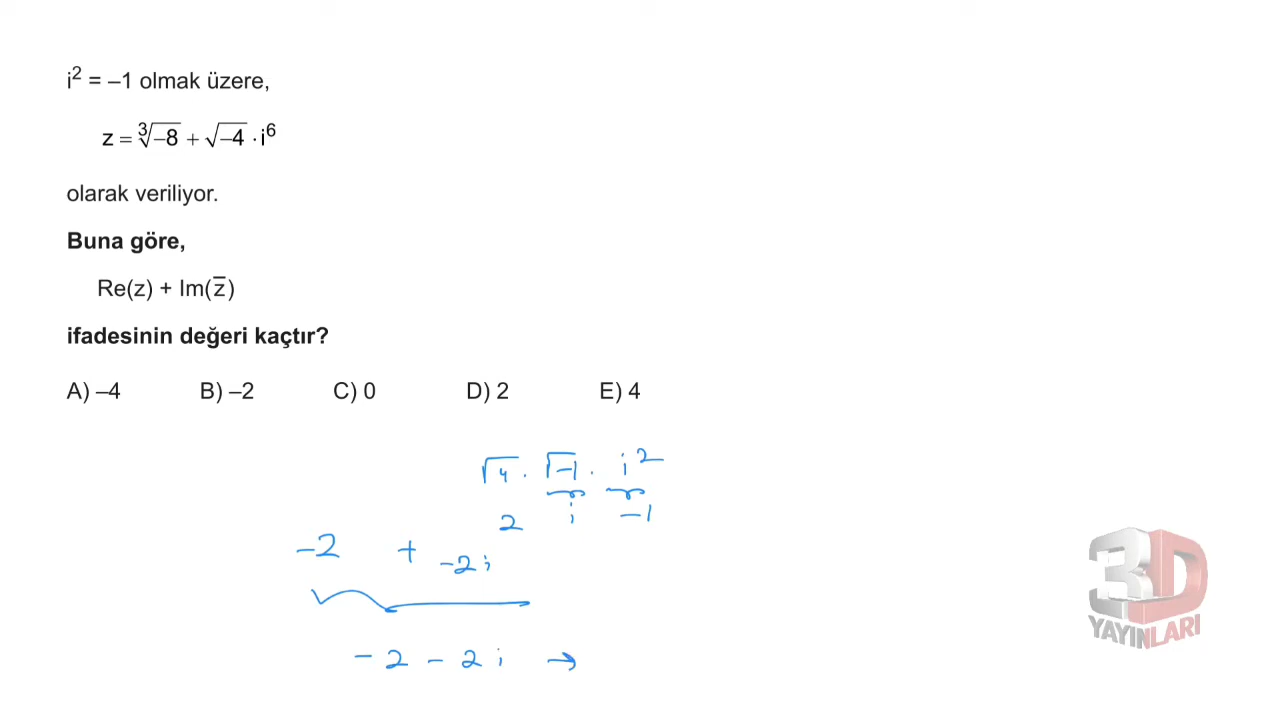 i² = –1 olmak üzere,
z = ∛–8 + √–4 · i⁶
olarak veriliyor.
Buna göre,
Re(z) + Im(z̅)
ifadesinin değeri kaçtır?
A) –4 B) –2 C) 0 D) 2 E) 4
√4 · √–1 · i²
2 i –1
–2 + –2i
–2 – 2i →
3D
YAYINLARI